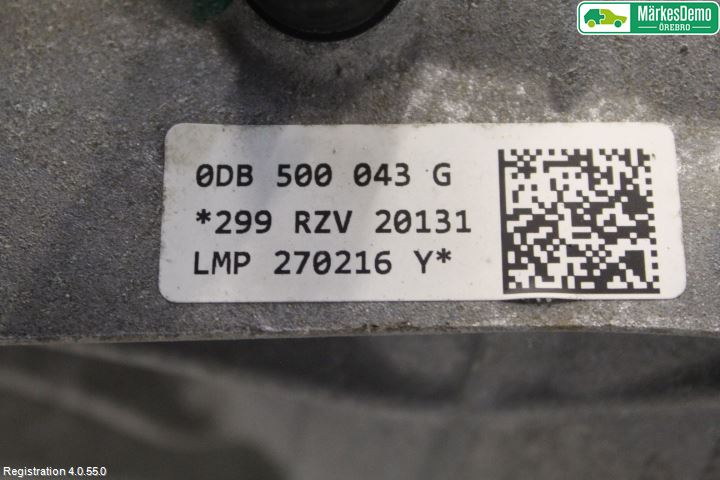 MärkesDemo
ÖREBRO
0DB 500 043 G
*299 RZV 20131
LMP 270216 Y*
Registration 4.0.55.0